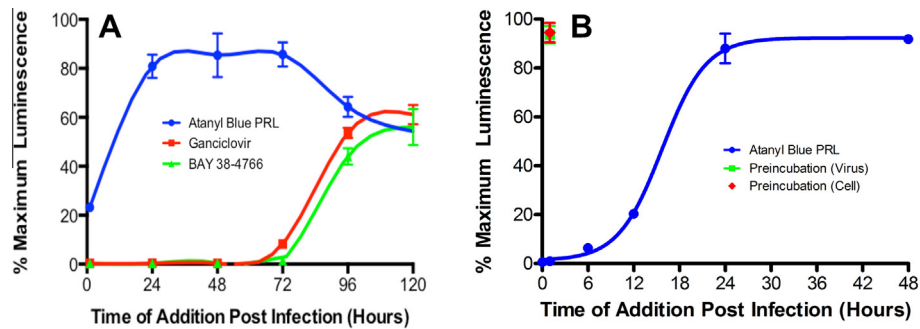 A
% Maximum Luminescence
100
80
60
40
20
0
Atanyl Blue PRL
Ganciclovir
BAY 38-4766
0 24 48 72 96 120
Time of Addition Post Infection (Hours)
B
% Maximum Luminescence
100
80
60
40
20
0
Atanyl Blue PRL
Preincubation (Virus)
Preincubation (Cell)
0 6 12 18 24 30 36 42 48
Time of Addition Post Infection (Hours)